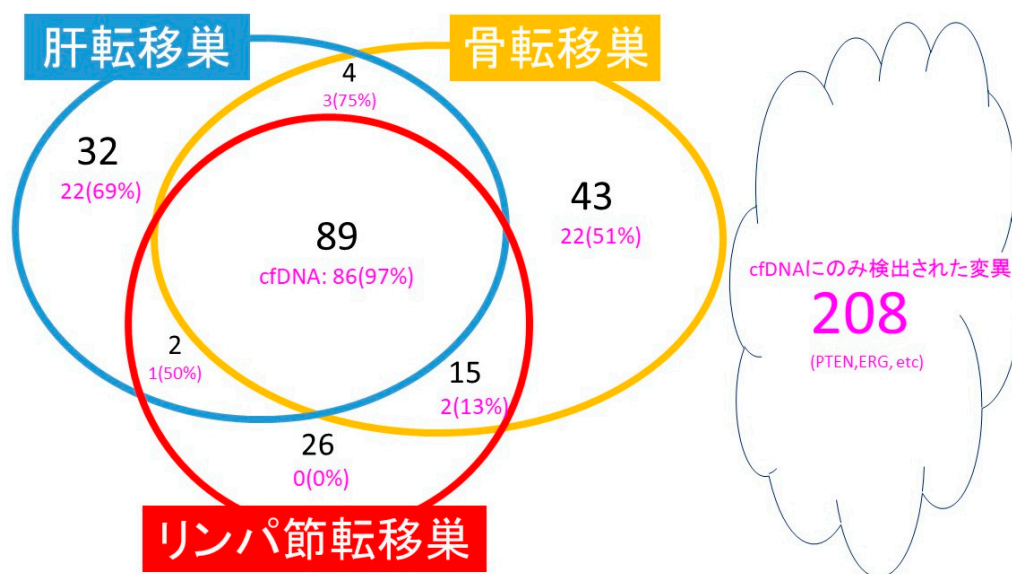 肝転移巣
骨転移巣
4
3(75%)
32
22(69%)
43
22(51%)
89
cfDNA: 86(97%)
2
1(50%)
15
2(13%)
26
0(0%)
リンパ節転移巣
cfDNAにのみ検出された変異
208
(PTEN,ERG, etc)